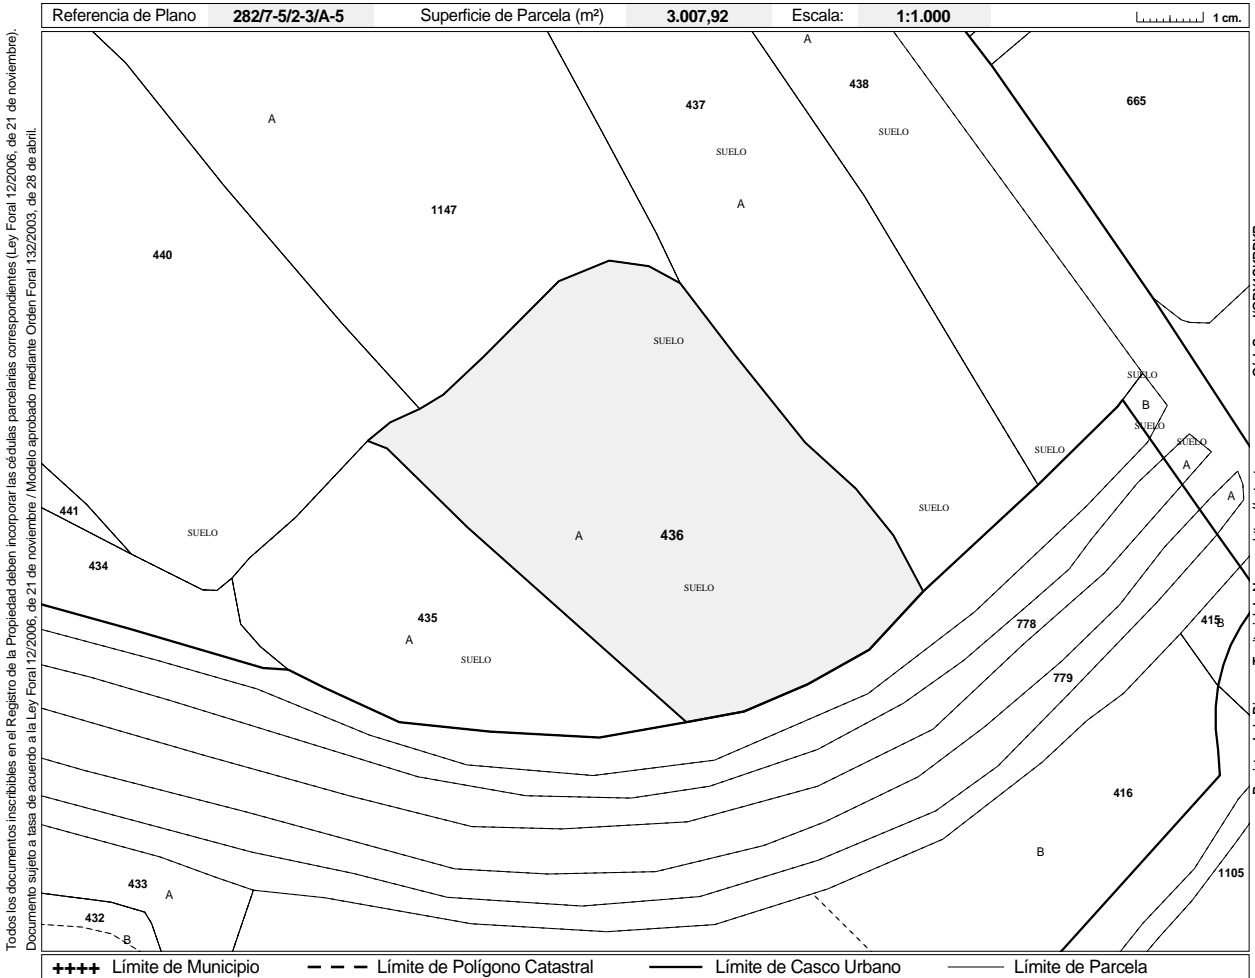 Referencia de Plano 282/7-5/2-3/A-5 Superficie de Parcela (m²) 3.007,92 Escala: 1:1.000 1 cm.
Todos los documentos inscribibles en el Registro de la Propiedad deben incorporar las cédulas parcelarias correspondientes (Ley Foral 12/2006, de 21 de noviembre).
Documento sujeto a tasa de acuerdo a la Ley Foral 12/2006, de 21 de noviembre / Modelo aprobado mediante Orden Foral 132/2003, de 28 de abril.
A
438
437
665
A
SUELO
SUELO
A
1147
440
SUELO
SUELO
B
SUELO
SUELO
SUELO
A
A
441
SUELO
SUELO
A
436
434
SUELO
435
A
SUELO
778
415
B
779
416
B
1105
433
A
432
B
++++ Límite de Municipio
Límite de Polígono Catastral
Límite de Casco Urbano
Límite de Parcela